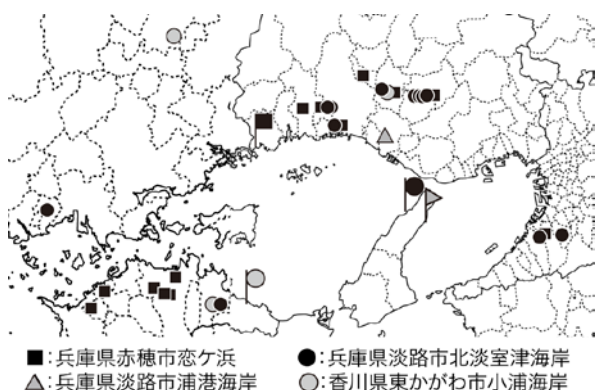 ■:兵庫県赤穂市恋ケ浜 ●:兵庫県淡路市北淡室津海岸
▲:兵庫県淡路市浦港海岸 ○:香川県東かがわ市小浦海岸